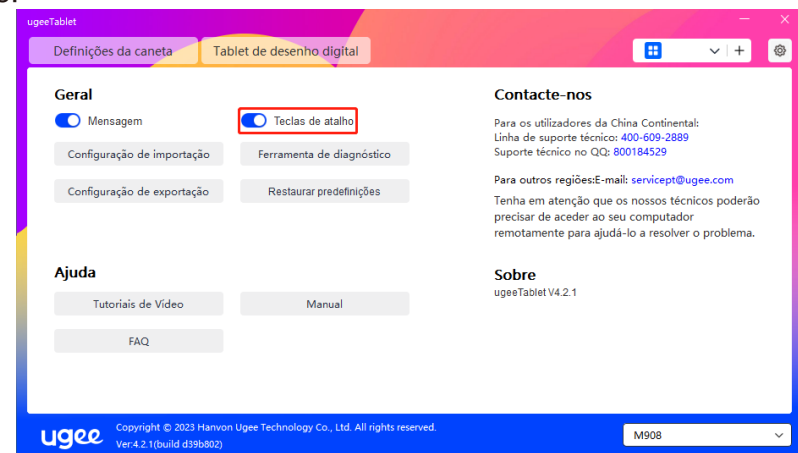 ugeeTablet
Definições da caneta
Tablet de desenho digital
Geral
Mensagem
Teclas de atalho
Configuração de importação
Ferramenta de diagnóstico
Configuração de exportação
Restaurar predefinições
Ajuda
Tutoriais de Vídeo
Manual
FAQ
Contacte-nos
Para os utilizadores da China Continental:
Linha de suporte técnico: 400-609-2889
Suporte técnico no QQ: 800184529
Para outros regiões:E-mail: servicept@ugee.com
Tenha em atenção que os nossos técnicos poderão
precisar de aceder ao seu computador
remotamente para ajudá-lo a resolver o problema.
Sobre
ugeeTablet V4.2.1
ugee
Copyright © 2023 Hanvon Ugee Technology Co., Ltd. All rights reserved.
Ver:4.2.1(build d39b802)
M908